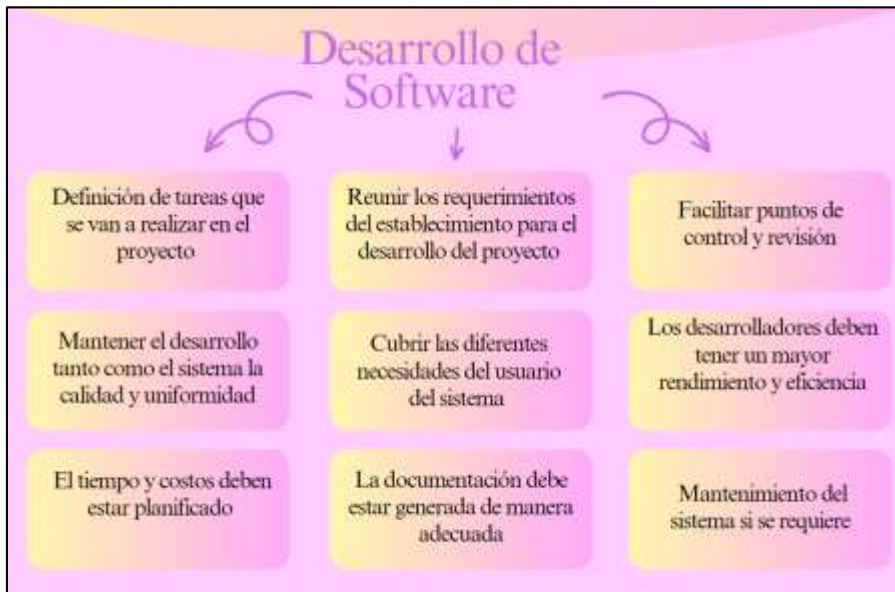 Desarrollo de
Software
Definición de tareas que
se van a realizar en el
proyecto
Reunir los requerimientos
del establecimiento para el
desarrollo del proyecto
Facilitar puntos de
control y revisión
Mantener el desarrollo
tanto como el sistema la
calidad y uniformidad
Cubrir las diferentes
necesidades del usuario
del sistema
Los desarrolladores deben
tener un mayor
rendimiento y eficiencia
El tiempo y costos deben
estar planificado
La documentación debe
estar generada de manera
adecuada
Mantenimiento del
sistema si se requiere